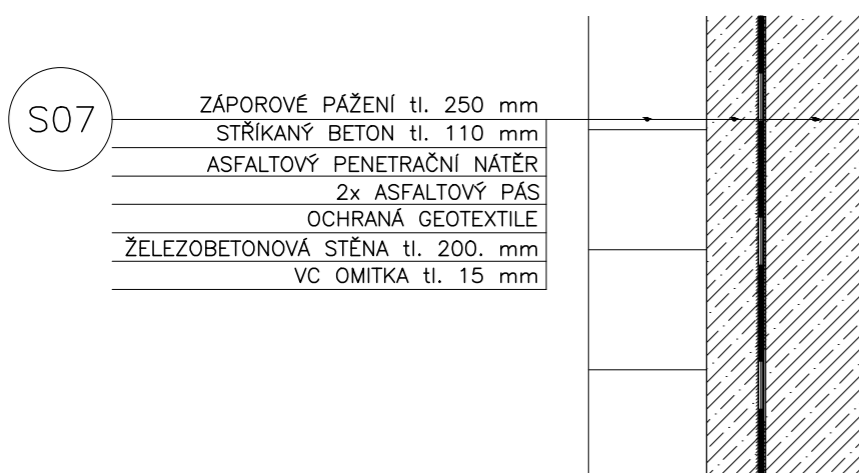 S07
ZÁPOROVÉ PÁŽENÍ tl. 250 mm
STŘÍKANÝ BETON tl. 110 mm
ASFALTOVÝ PENETRAČNÍ NÁTĚR
2x ASFALTOVÝ PÁS
OCHRANÁ GEOTEXTILE
ŽELEZOBETONOVÁ STĚNA tl. 200. mm
VC OMITKA tl. 15 mm